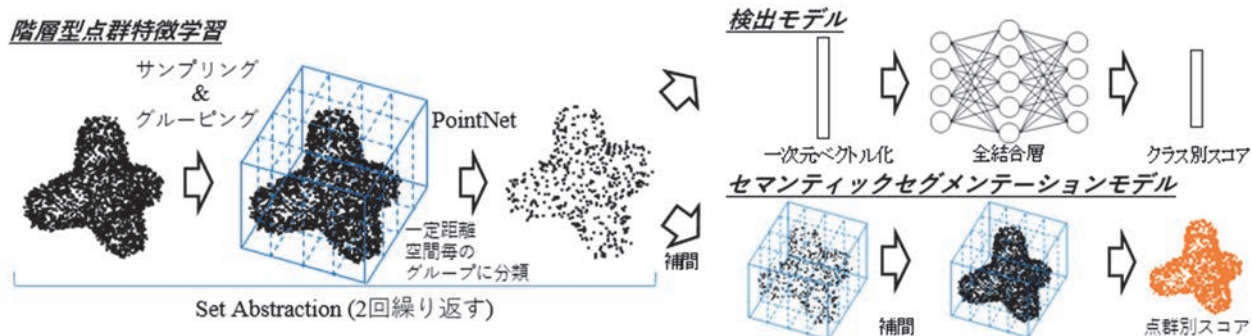 階層型点群特徴学習
サンプリング
&
グルーピング
PointNet
一定距離
空間毎の
グループに分類
Set Abstraction (2回繰り返す)
検出モデル
一次元ベクトル化
全結合層
クラス別スコア
セマンティックセグメンテーションモデル
補間
補間
点群別スコア